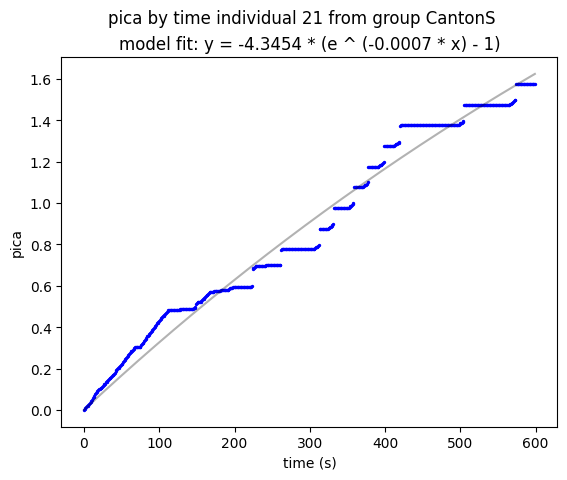 pica by time individual 21 from group CantonS
model fit: y = -4.3454 * (e ^ (-0.0007 * x) - 1)
1.6
1.4
1.2
1.0
0.8
0.6
0.4
0.2
0.0
pica
0 100 200 300 400 500 600
time (s)